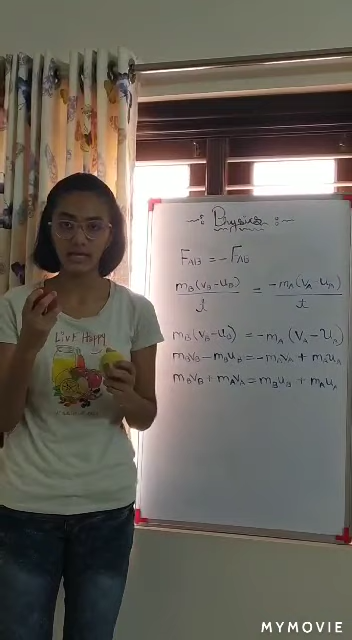 ~: Physics :~
F_AB = -F_AB
m_B(v_B - u_B) / t = -m_A(v_A - u_A) / t
m_B(v_B - u_B) = -m_A(v_A - u_A)
m_Bv_B - m_Bu_B = -m_Av_A + m_Au_A
m_Bv_B + m_Av_A = m_Bu_B + m_Au_A
Live Happy
MYMOVIE